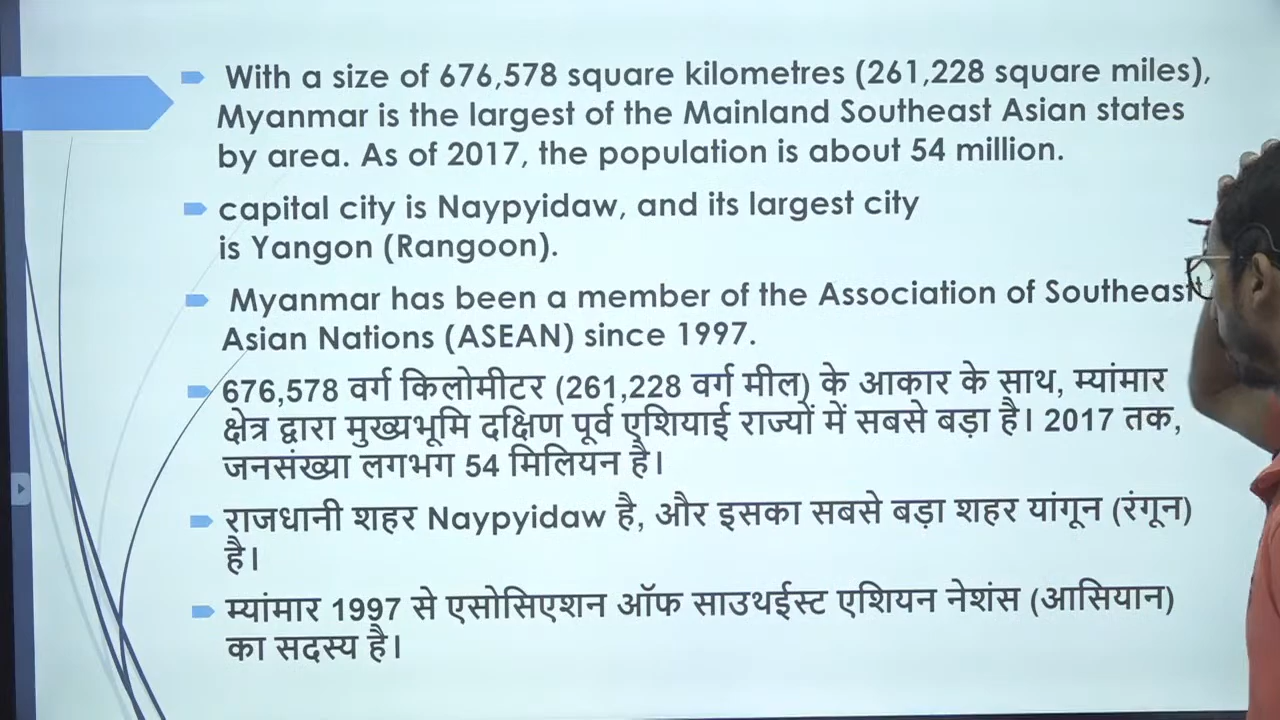 With a size of 676,578 square kilometres (261,228 square miles),
Myanmar is the largest of the Mainland Southeast Asian states
by area. As of 2017, the population is about 54 million.
capital city is Naypyidaw, and its largest city
is Yangon (Rangoon).
Myanmar has been a member of the Association of Southeast
Asian Nations (ASEAN) since 1997.
676,578 वर्ग किलोमीटर (261,228 वर्ग मील) के आकार के साथ, म्यांमार
क्षेत्र द्वारा मुख्यभूमि दक्षिण पूर्व एशियाई राज्यों में सबसे बड़ा है। 2017 तक,
जनसंख्या लगभग 54 मिलियन है।
राजधानी शहर Naypyidaw है, और इसका सबसे बड़ा शहर यांगून (रंगून)
है।
म्यांमार 1997 से एसोसिएशन ऑफ साउथईस्ट एशियन नेशंस (आसियान)
का सदस्य है।